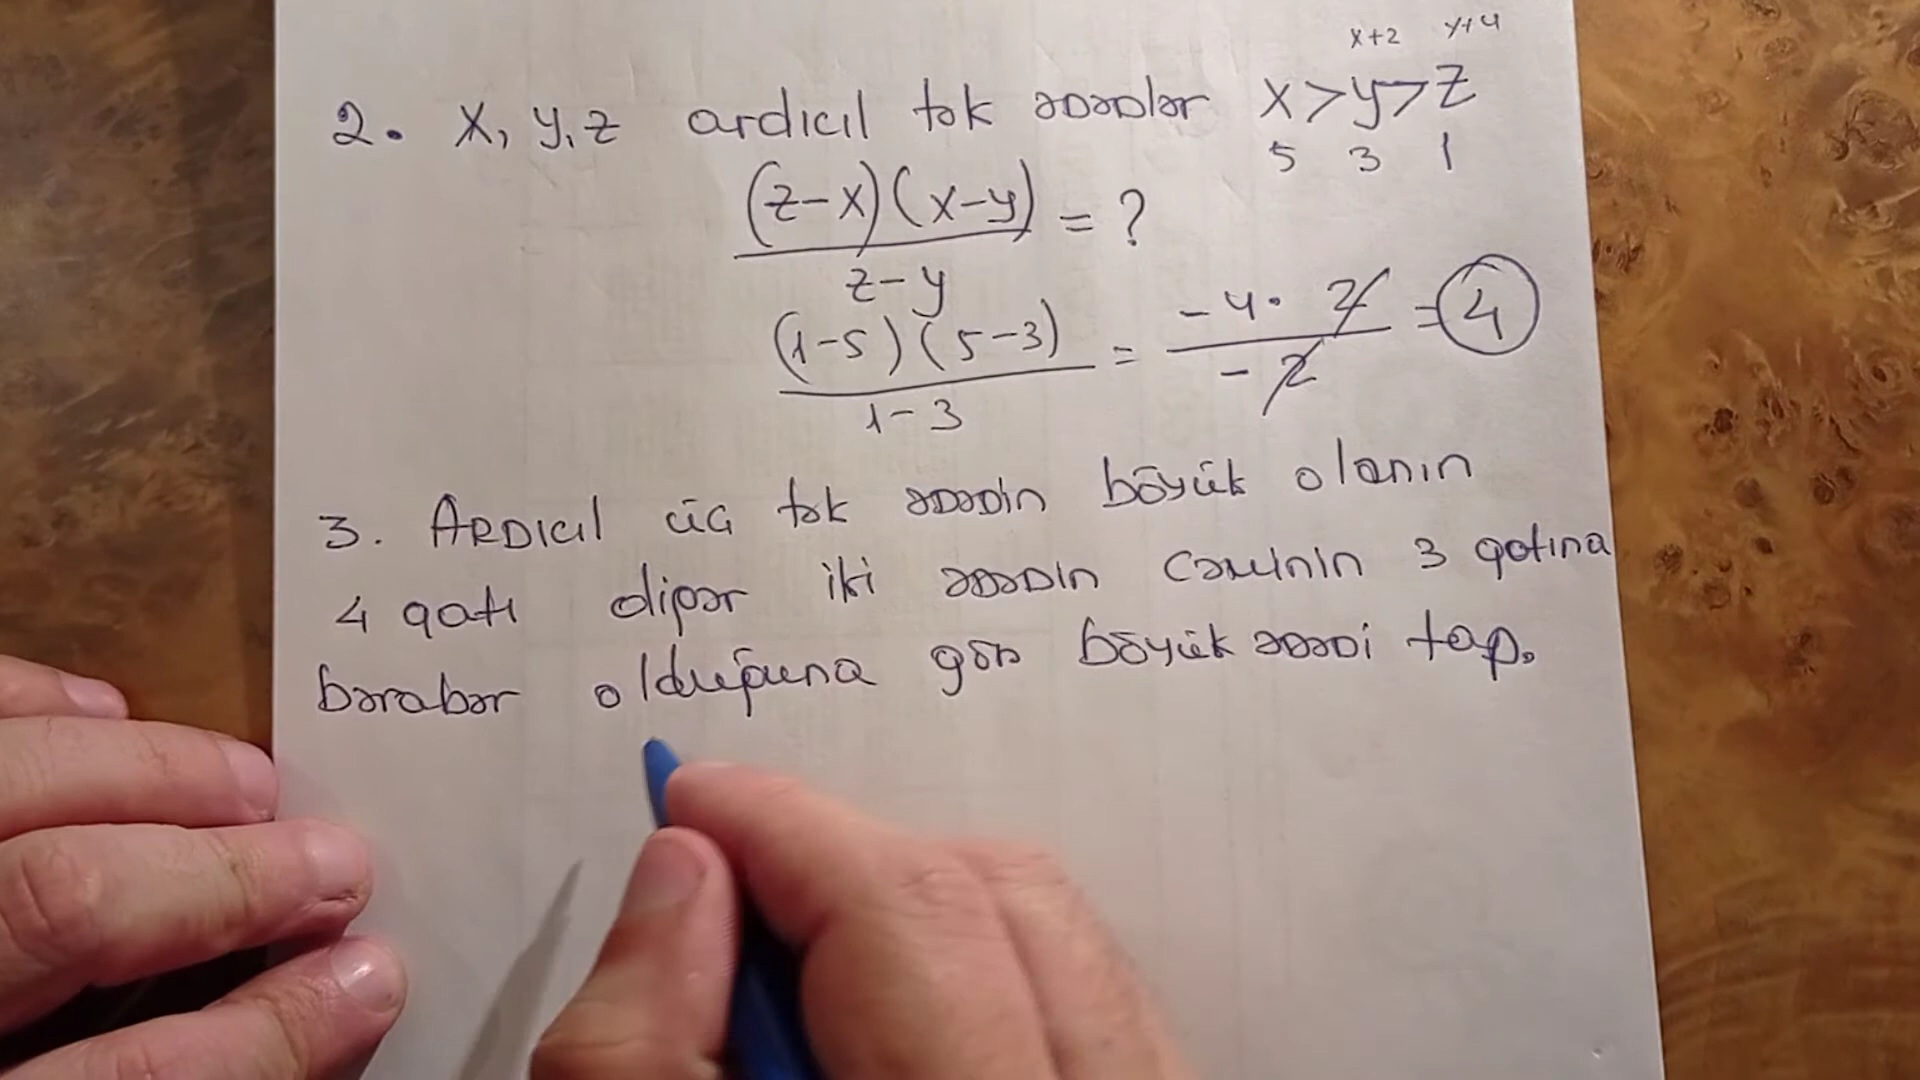 x+2 y+4
2. x, y, z ardıcıl tək ədədlər x>y>z
5 3 1
(z-x)(x-y) = ?
z-y
(1-5)(5-3) = -4·2 = 4
1-3 -2
3. Ardıcıl üç tək ədədin böyük olanın
4 qatı digər iki ədədin cəminin 3 qatına
bərabər olduğuna görə böyük ədədi tap.